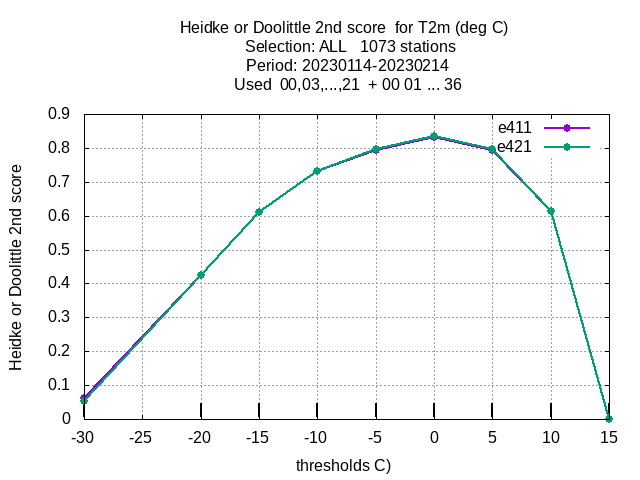 Heidke or Doolittle 2nd score  for T2m (deg C)
Selection: ALL   1073 stations
Period: 20230114-20230214
Used  00,03,...,21  + 00 01 ... 36
Heidke or Doolittle 2nd score
0.9
0.8
0.7
0.6
0.5
0.4
0.3
0.2
0.1
0
e411
e421
-30 -25 -20 -15 -10 -5 0 5 10 15
thresholds C)